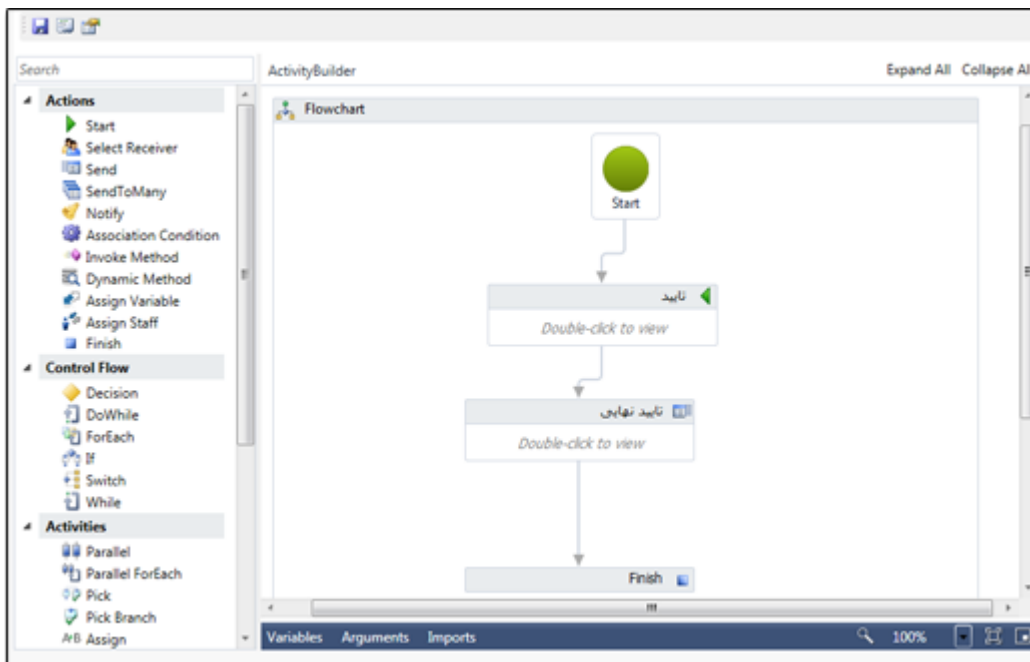 Search
Actions
Start
Select Receiver
Send
SendToMany
Notify
Association Condition
Invoke Method
Dynamic Method
Assign Variable
Assign Staff
Finish
Control Flow
Decision
DoWhile
ForEach
If
Switch
While
Activities
Parallel
Parallel ForEach
Pick
Pick Branch
A+B Assign
ActivityBuilder
Expand All Collapse Al
Flowchart
Start
تایید
Double-click to view
تایید نهایی
Double-click to view
Finish
Variables Arguments Imports
100%